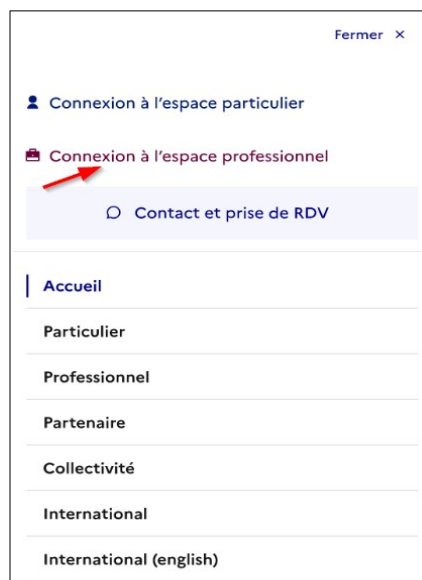 Fermer ×
Connexion à l'espace particulier
Connexion à l'espace professionnel
Contact et prise de RDV
Accueil
Particulier
Professionnel
Partenaire
Collectivité
International
International (english)